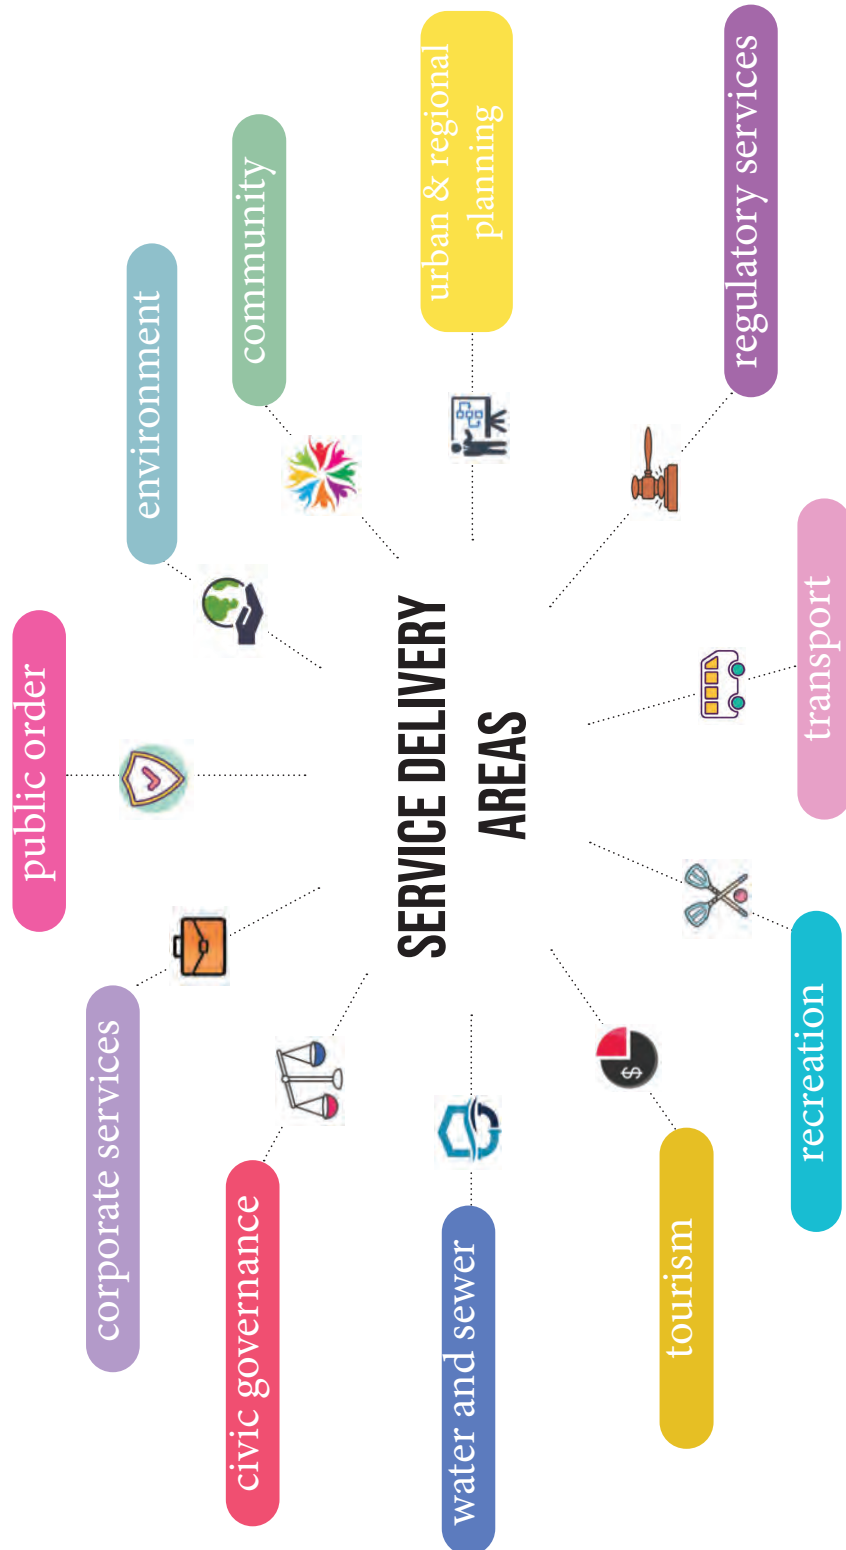 SERVICE DELIVERY
AREAS
public order
environment
community
urban & regional
planning
regulatory services
transport
recreation
tourism
water and sewer
civic governance
corporate services
$